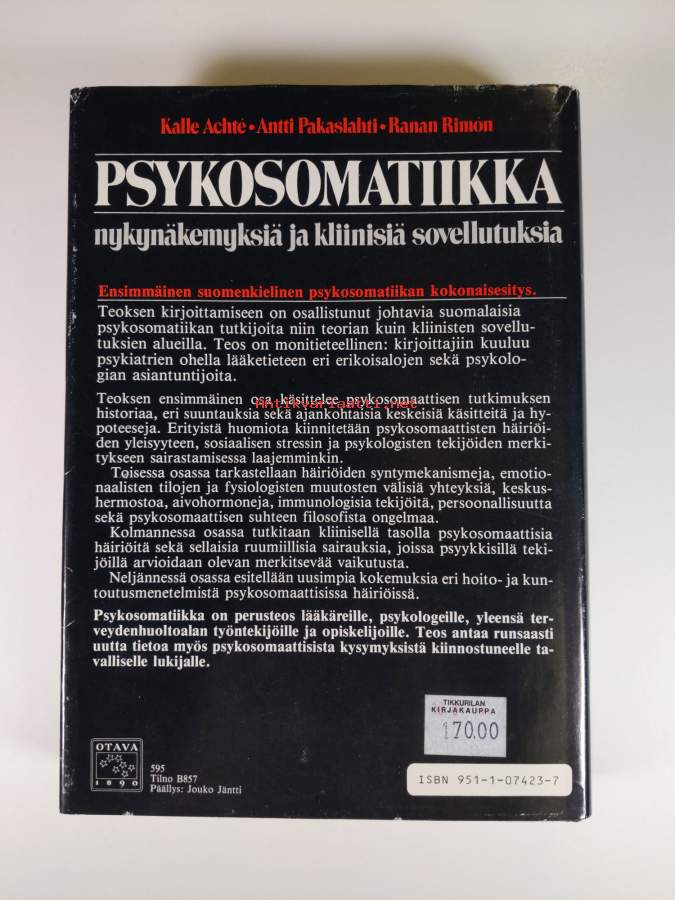 Kalle Achté • Antti Pakaslahti • Ranan Rimón
PSYKOSOMATIIKKA
nykynäkemyksiä ja kliinisiä sovellutuksia
Ensimmäinen suomenkielinen psykosomatiikan kokonaisesitys.
Teoksen kirjoittamiseen on osallistunut johtavia suomalaisia
psykosomatiikan tutkijoita niin teorian kuin kliinisten sovellu-
tuksien alueilla. Teos on monitieteellinen: kirjoittajiin kuuluu
psykiatrien ohella lääketieteen eri erikoisalojen sekä psykolo-
gian asiantuntijoita.
Teoksen ensimmäinen osa käsittelee psykosomaattisen tutkimuksen
antikvariaatti.net
historiaa, eri suuntauksia sekä ajankohtaisia keskeisiä käsitteitä ja hy-
poteeseja. Erityistä huomiota kiinnitetään psykosomaattisten häiriöi-
den yleisyyteen, sosiaalisen stressin ja psykologisten tekijöiden merki-
tykseen sairastamisessa laajemminkin.
Toisessa osassa tarkastellaan häiriöiden syntymekanismeja, emotio-
naalisten tilojen ja fysiologisten muutosten välisiä yhteyksiä, keskus-
hermostoa, aivohormoneja, immunologisia tekijöitä, persoonallisuutta
sekä psykosomaattisen suhteen filosofista ongelmaa.
Kolmannessa osassa tutkitaan kliinisellä tasolla psykosomaattisia
häiriöitä sekä sellaisia ruumiillisia sairauksia, joissa psyykkisillä teki-
jöillä arvioidaan olevan merkitsevää vaikutusta.
Neljännessä osassa esitellään uusimpia kokemuksia eri hoito- ja kun-
toutusmenetelmistä psykosomaattisissa häiriöissä.
Psykosomatiikka on perusteos lääkäreille, psykologeille, yleensä ter-
veydenhuoltoalan työntekijöille ja opiskelijoille. Teos antaa runsaasti
uutta tietoa myös psykosomaattisista kysymyksistä kiinnostuneelle ta-
valliselle lukijalle.
TIKKURILAN
KIRJAKAUPPA
170.00
OTAVA
1890
595
Tilno B857
Päällys: Jouko Jäntti
ISBN 951-1-07423-7